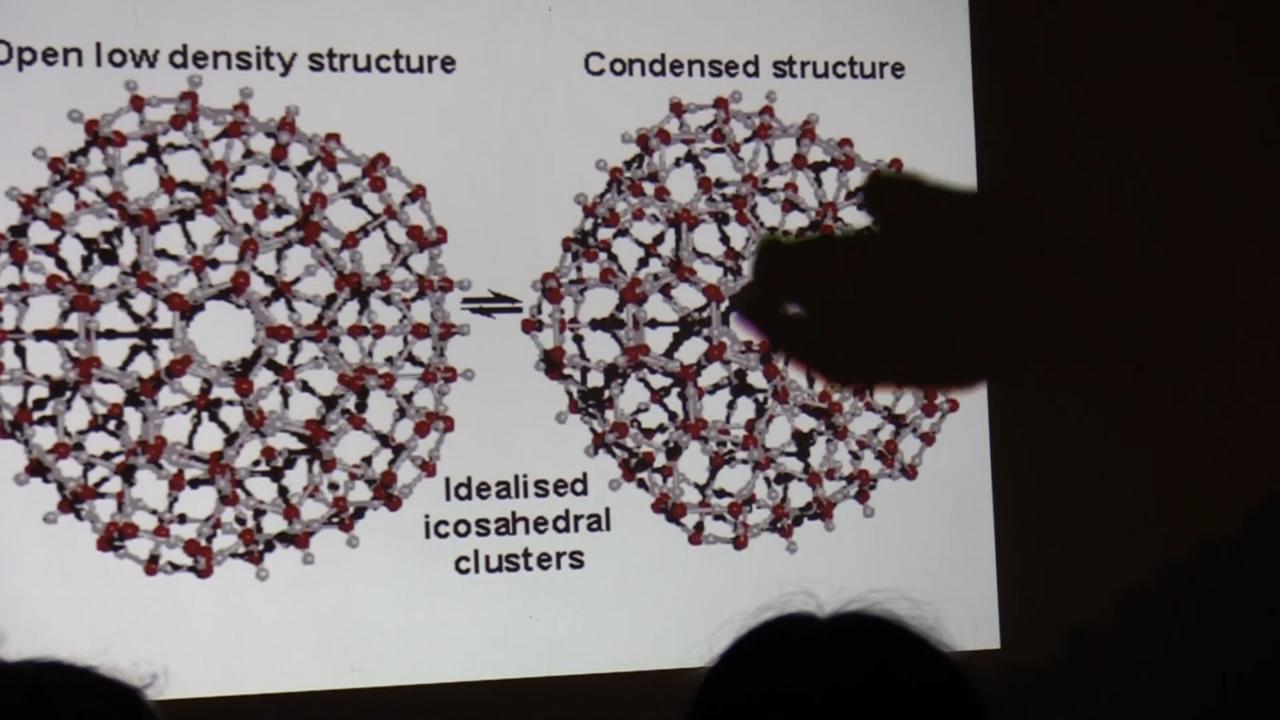 Open low density structure
Condensed structure
Idealised
icosahedral
clusters